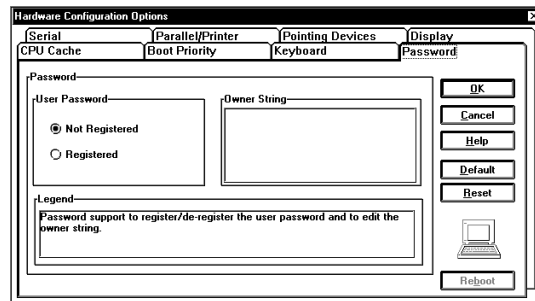 Hardware Configuration Options
Serial
Parallel/Printer
Pointing Devices
Display
CPU Cache
Boot Priority
Keyboard
Password
Password
User Password
Not Registered
Registered
Owner String
Legend
Password support to register/de-register the user password and to edit the
owner string.
OK
Cancel
Help
Default
Reset
Reboot